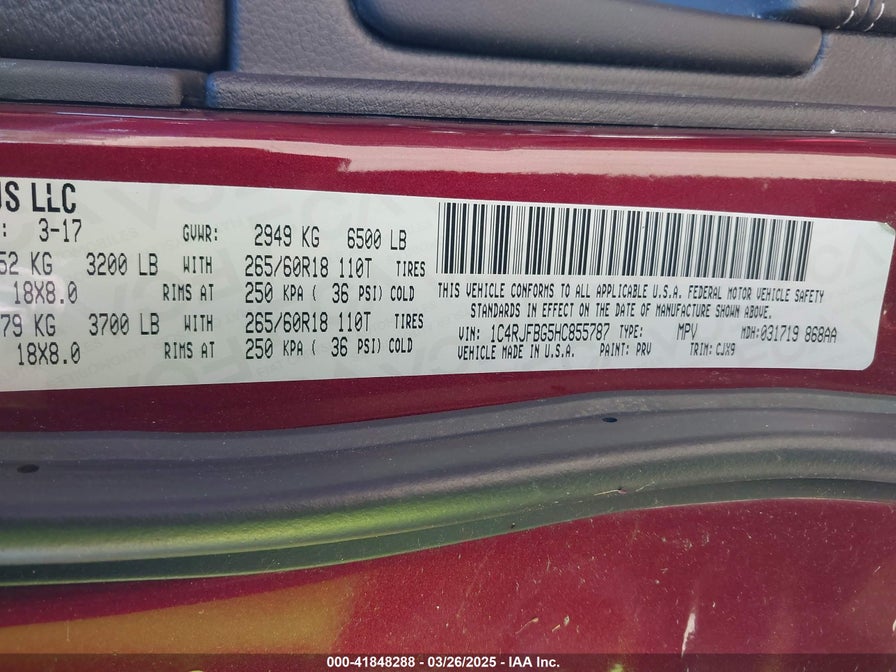 US LLC
: 3-17 GVWR: 2949 KG 6500 LB
52 KG 3200 LB WITH 265/60R18 110T TIRES
18X8.0 RIMS AT 250 KPA ( 36 PSI) COLD
79 KG 3700 LB WITH 265/60R18 110T TIRES
18X8.0 RIMS AT 250 KPA ( 36 PSI) COLD
THIS VEHICLE CONFORMS TO ALL APPLICABLE U.S.A. FEDERAL MOTOR VEHICLE SAFETY
STANDARDS IN EFFECT ON THE DATE OF MANUFACTURE SHOWN ABOVE.
VIN: 1C4RJFBG5HC855787 TYPE: MPV MDH:031719 868AA
VEHICLE MADE IN U.S.A. PAINT: PRV TRIM: CJX9
000-41848288 - 03/26/2025 - IAA Inc.